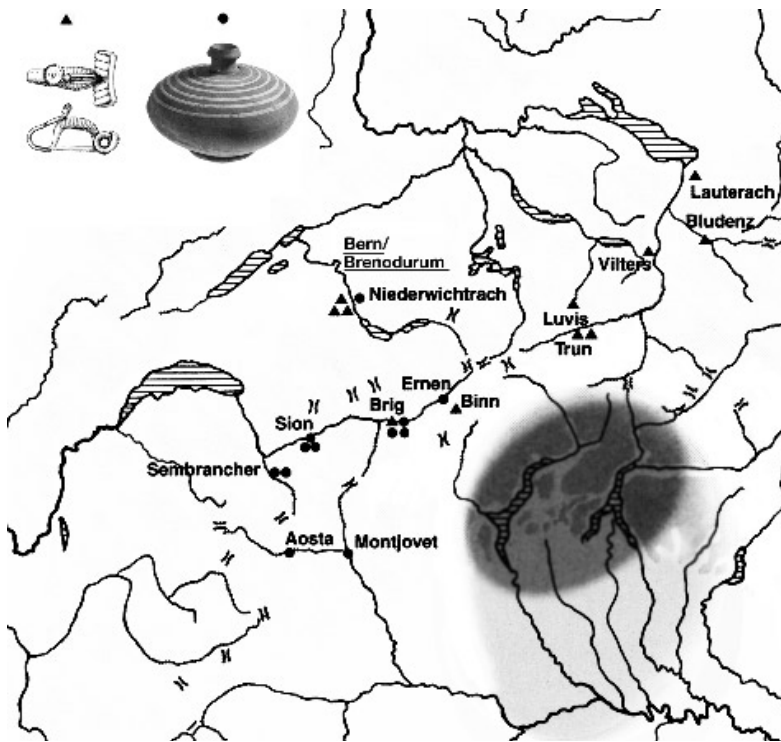 Lauterach
Bludenz
Bern/
Brenodurum
Vilters
Niederwichtrach
Luvis
Trun
Ernen
Binn
Brig
Sion
Sembrancher
Aosta
Montjovet